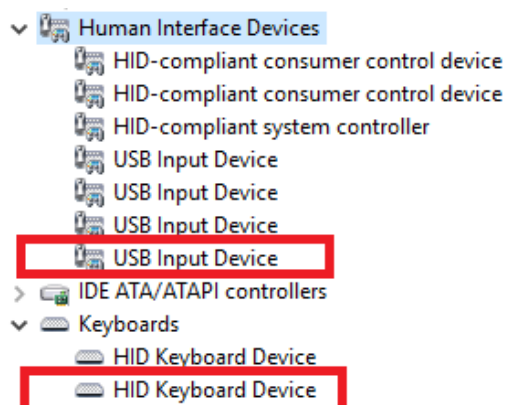 Human Interface Devices
HID-compliant consumer control device
HID-compliant consumer control device
HID-compliant system controller
USB Input Device
USB Input Device
USB Input Device
USB Input Device
IDE ATA/ATAPI controllers
Keyboards
HID Keyboard Device
HID Keyboard Device